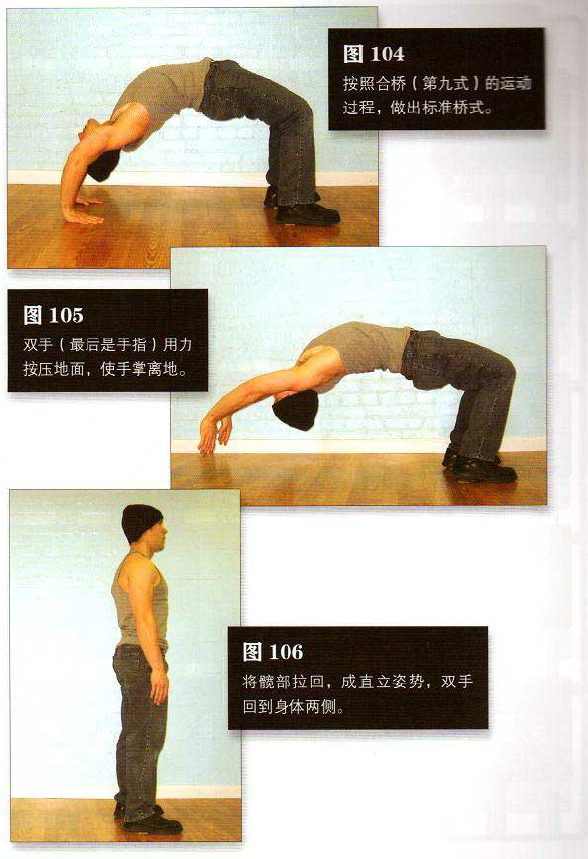 图 104
按照合桥（第九式）的运动
过程，做出标准桥式。
图 105
双手（最后是手指）用力
按压地面，使手掌离地。
图 106
将髋部拉回，成直立姿势，双手
回到身体两侧。